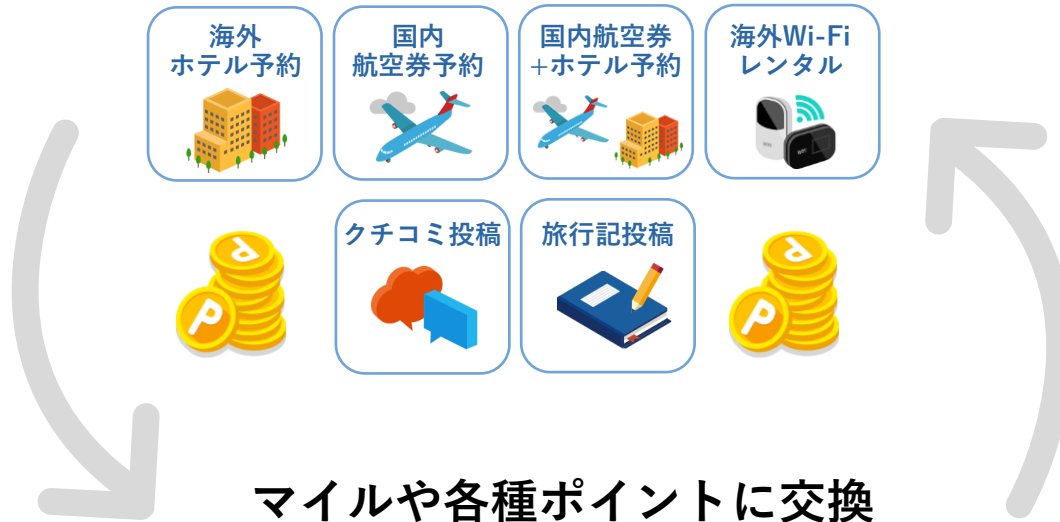 海外
ホテル予約
国内
航空券予約
国内航空券
+ホテル予約
海外Wi-Fi
レンタル
WiFi
WiFi
クチコミ投稿
旅行記投稿
P
P
P
P
マイルや各種ポイントに交換